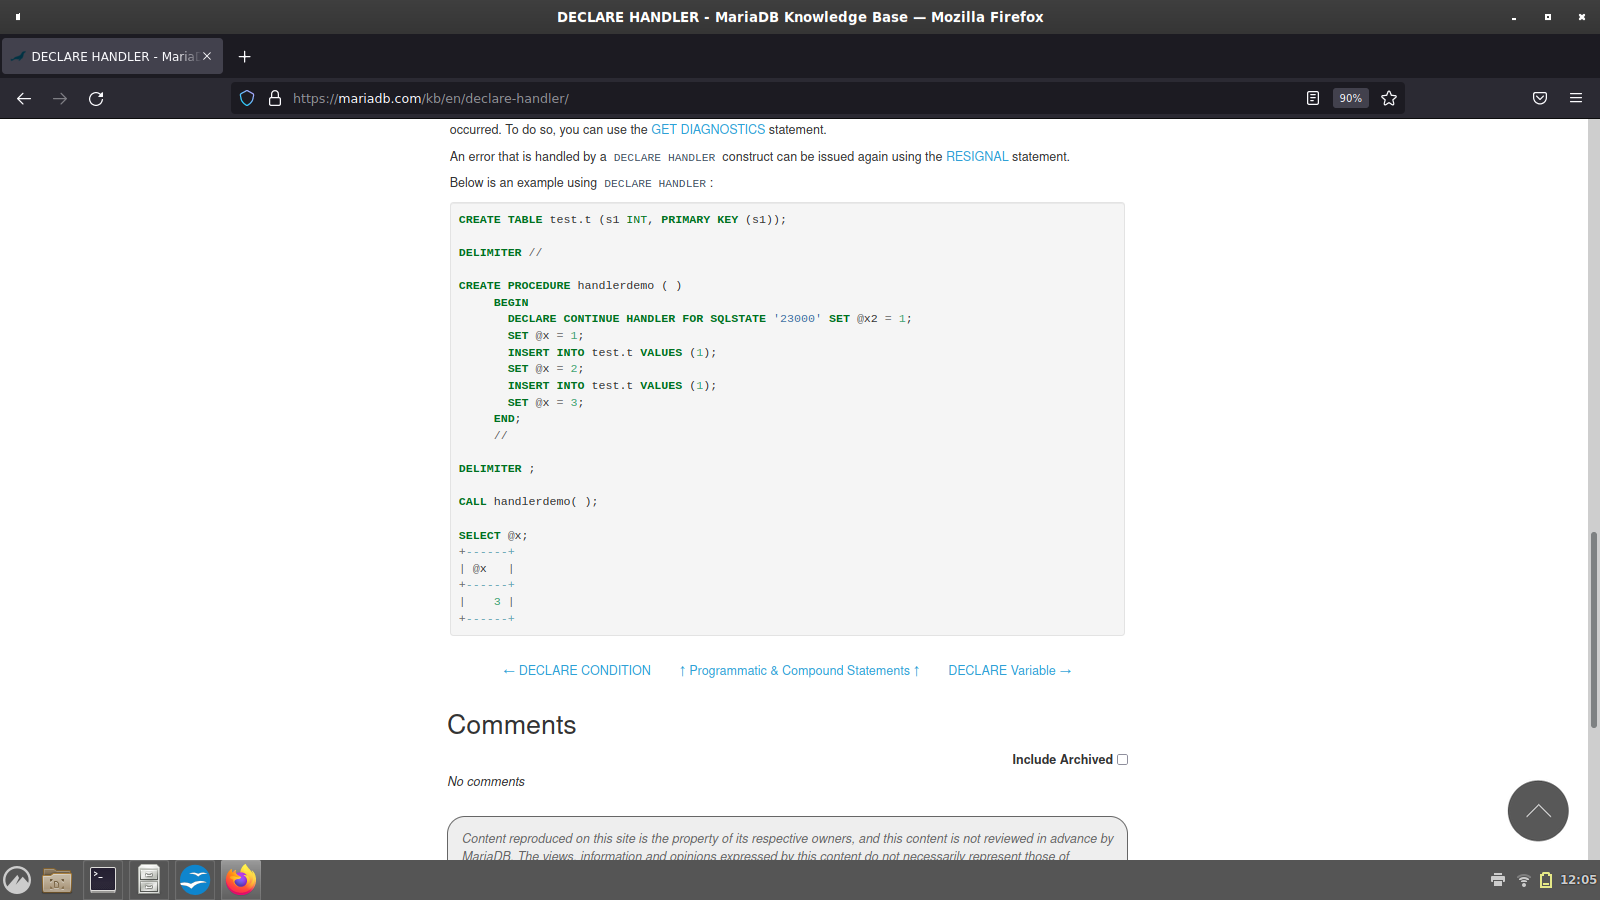 DECLARE HANDLER - MariaDB Knowledge Base — Mozilla Firefox
DECLARE HANDLER - Maria
https://mariadb.com/kb/en/declare-handler/
90%
occurred. To do so, you can use the GET DIAGNOSTICS statement.
An error that is handled by a DECLARE HANDLER construct can be issued again using the RESIGNAL statement.
Below is an example using DECLARE HANDLER :
CREATE TABLE test.t (s1 INT, PRIMARY KEY (s1));
DELIMITER //
CREATE PROCEDURE handlerdemo ( )
BEGIN
DECLARE CONTINUE HANDLER FOR SQLSTATE '23000' SET @x2 = 1;
SET @x = 1;
INSERT INTO test.t VALUES (1);
SET @x = 2;
INSERT INTO test.t VALUES (1);
SET @x = 3;
END;
//
DELIMITER ;
CALL handlerdemo( );
SELECT @x;
+------+
| @x   |
+------+
|    3 |
+------+
← DECLARE CONDITION ↑ Programmatic & Compound Statements ↑ DECLARE Variable →
Comments
Include Archived
No comments
Content reproduced on this site is the property of its respective owners, and this content is not reviewed in advance by
MariaDB. The views, information and opinions expressed by this content do not necessarily represent those of
12:05